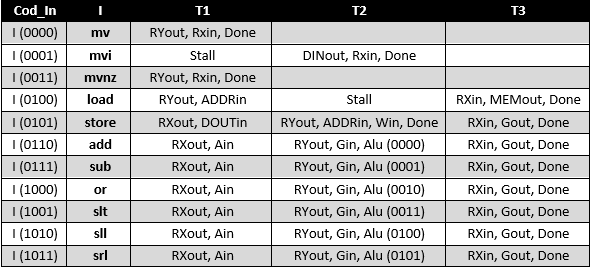 Cod_In I T1 T2 T3
I (0000) mv RYout, Rxin, Done
I (0001) mvi Stall DINout, Rxin, Done
I (0011) mvnz RYout, Rxin, Done
I (0100) load RYout, ADDRin Stall RXin, MEMout, Done
I (0101) store RXout, DOUTin RYout, ADDRin, Win, Done RXin, Gout, Done
I (0110) add RXout, Ain RYout, Gin, Alu (0000) RXin, Gout, Done
I (0111) sub RXout, Ain RYout, Gin, Alu (0001) RXin, Gout, Done
I (1000) or RXout, Ain RYout, Gin, Alu (0010) RXin, Gout, Done
I (1001) slt RXout, Ain RYout, Gin, Alu (0011) RXin, Gout, Done
I (1010) sll RXout, Ain RYout, Gin, Alu (0100) RXin, Gout, Done
I (1011) srl RXout, Ain RYout, Gin, Alu (0101) RXin, Gout, Done